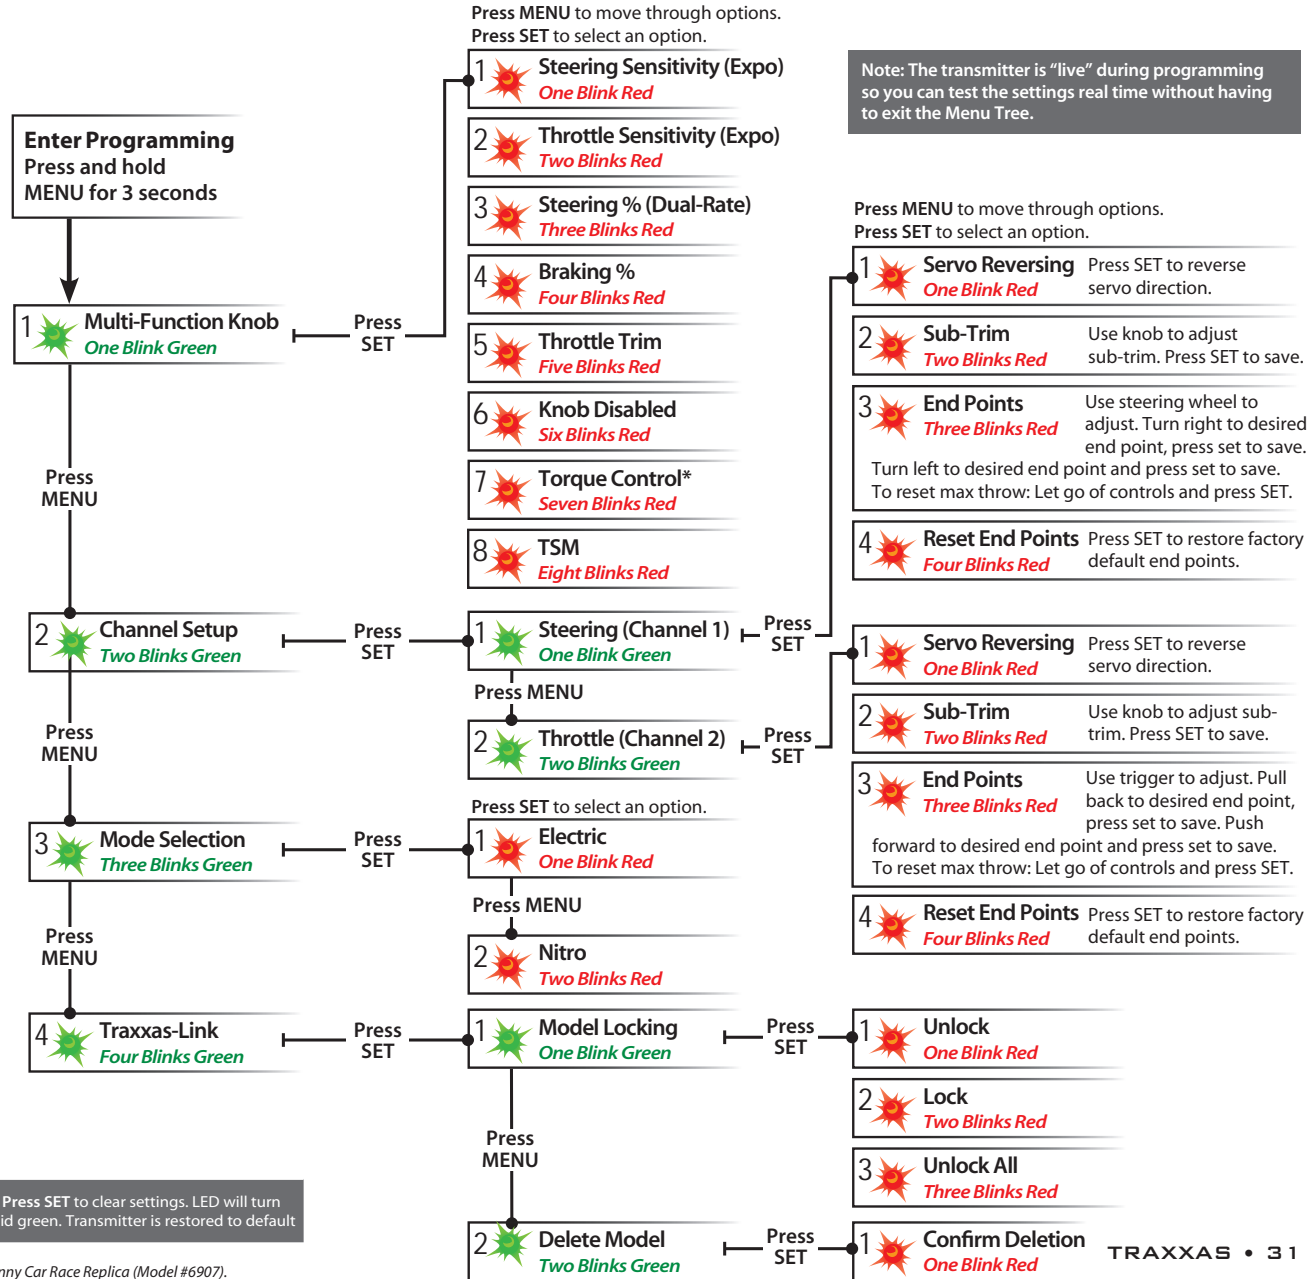 Press MENU to move through options.
Press SET to select an option.
Note: The transmitter is “live” during programming
so you can test the settings real time without having
to exit the Menu Tree.
Enter Programming
Press and hold
MENU for 3 seconds
1 Multi-Function Knob
One Blink Green
Press
SET
1 Steering Sensitivity (Expo)
One Blink Red
2 Throttle Sensitivity (Expo)
Two Blinks Red
3 Steering % (Dual-Rate)
Three Blinks Red
4 Braking %
Four Blinks Red
5 Throttle Trim
Five Blinks Red
6 Knob Disabled
Six Blinks Red
7 Torque Control*
Seven Blinks Red
8 TSM
Eight Blinks Red
Press
MENU
2 Channel Setup
Two Blinks Green
Press
SET
1 Steering (Channel 1)
One Blink Green
Press
SET
Press MENU
2 Throttle (Channel 2)
Two Blinks Green
Press
SET
Press MENU to move through options.
Press SET to select an option.
1 Servo Reversing Press SET to reverse
One Blink Red servo direction.
2 Sub-Trim Use knob to adjust
Two Blinks Red sub-trim. Press SET to save.
3 End Points Use steering wheel to
Three Blinks Red adjust. Turn right to desired
end point, press set to save.
Turn left to desired end point and press set to save.
To reset max throw: Let go of controls and press SET.
4 Reset End Points Press SET to restore factory
Four Blinks Red default end points.
1 Servo Reversing Press SET to reverse
One Blink Red servo direction.
2 Sub-Trim Use knob to adjust sub-
Two Blinks Red trim. Press SET to save.
3 End Points Use trigger to adjust. Pull
Three Blinks Red back to desired end point,
press set to save. Push
forward to desired end point and press set to save.
To reset max throw: Let go of controls and press SET.
4 Reset End Points Press SET to restore factory
Four Blinks Red default end points.
Press
MENU
3 Mode Selection
Three Blinks Green
Press
SET
Press SET to select an option.
1 Electric
One Blink Red
Press MENU
2 Nitro
Two Blinks Red
Press
MENU
4 Traxxas-Link
Four Blinks Green
Press
SET
1 Model Locking
One Blink Green
Press
SET
1 Unlock
One Blink Red
2 Lock
Two Blinks Red
3 Unlock All
Three Blinks Red
Press
MENU
2 Delete Model
Two Blinks Green
Press
SET
1 Confirm Deletion
One Blink Red
Press SET to clear settings. LED will turn
id green. Transmitter is restored to default
nny Car Race Replica (Model #6907).
TRAXXAS • 31